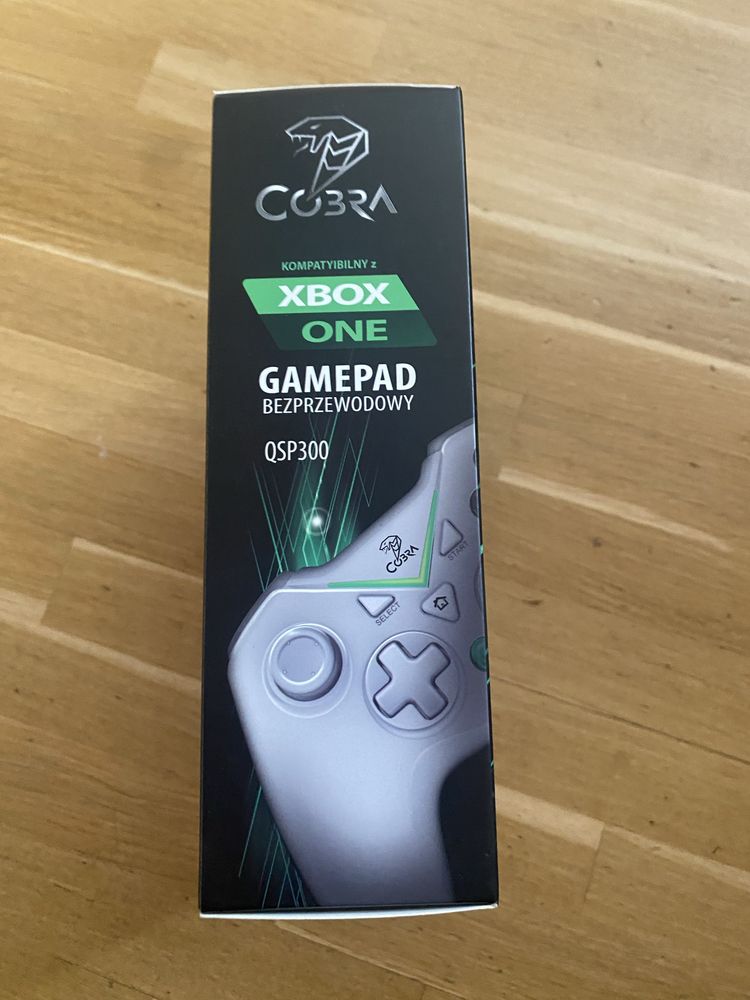 COBRA
KOMPATYIBILNY z
XBOX
ONE
GAMEPAD
BEZPRZEWODOWY
QSP300
COBRA
START
SELECT